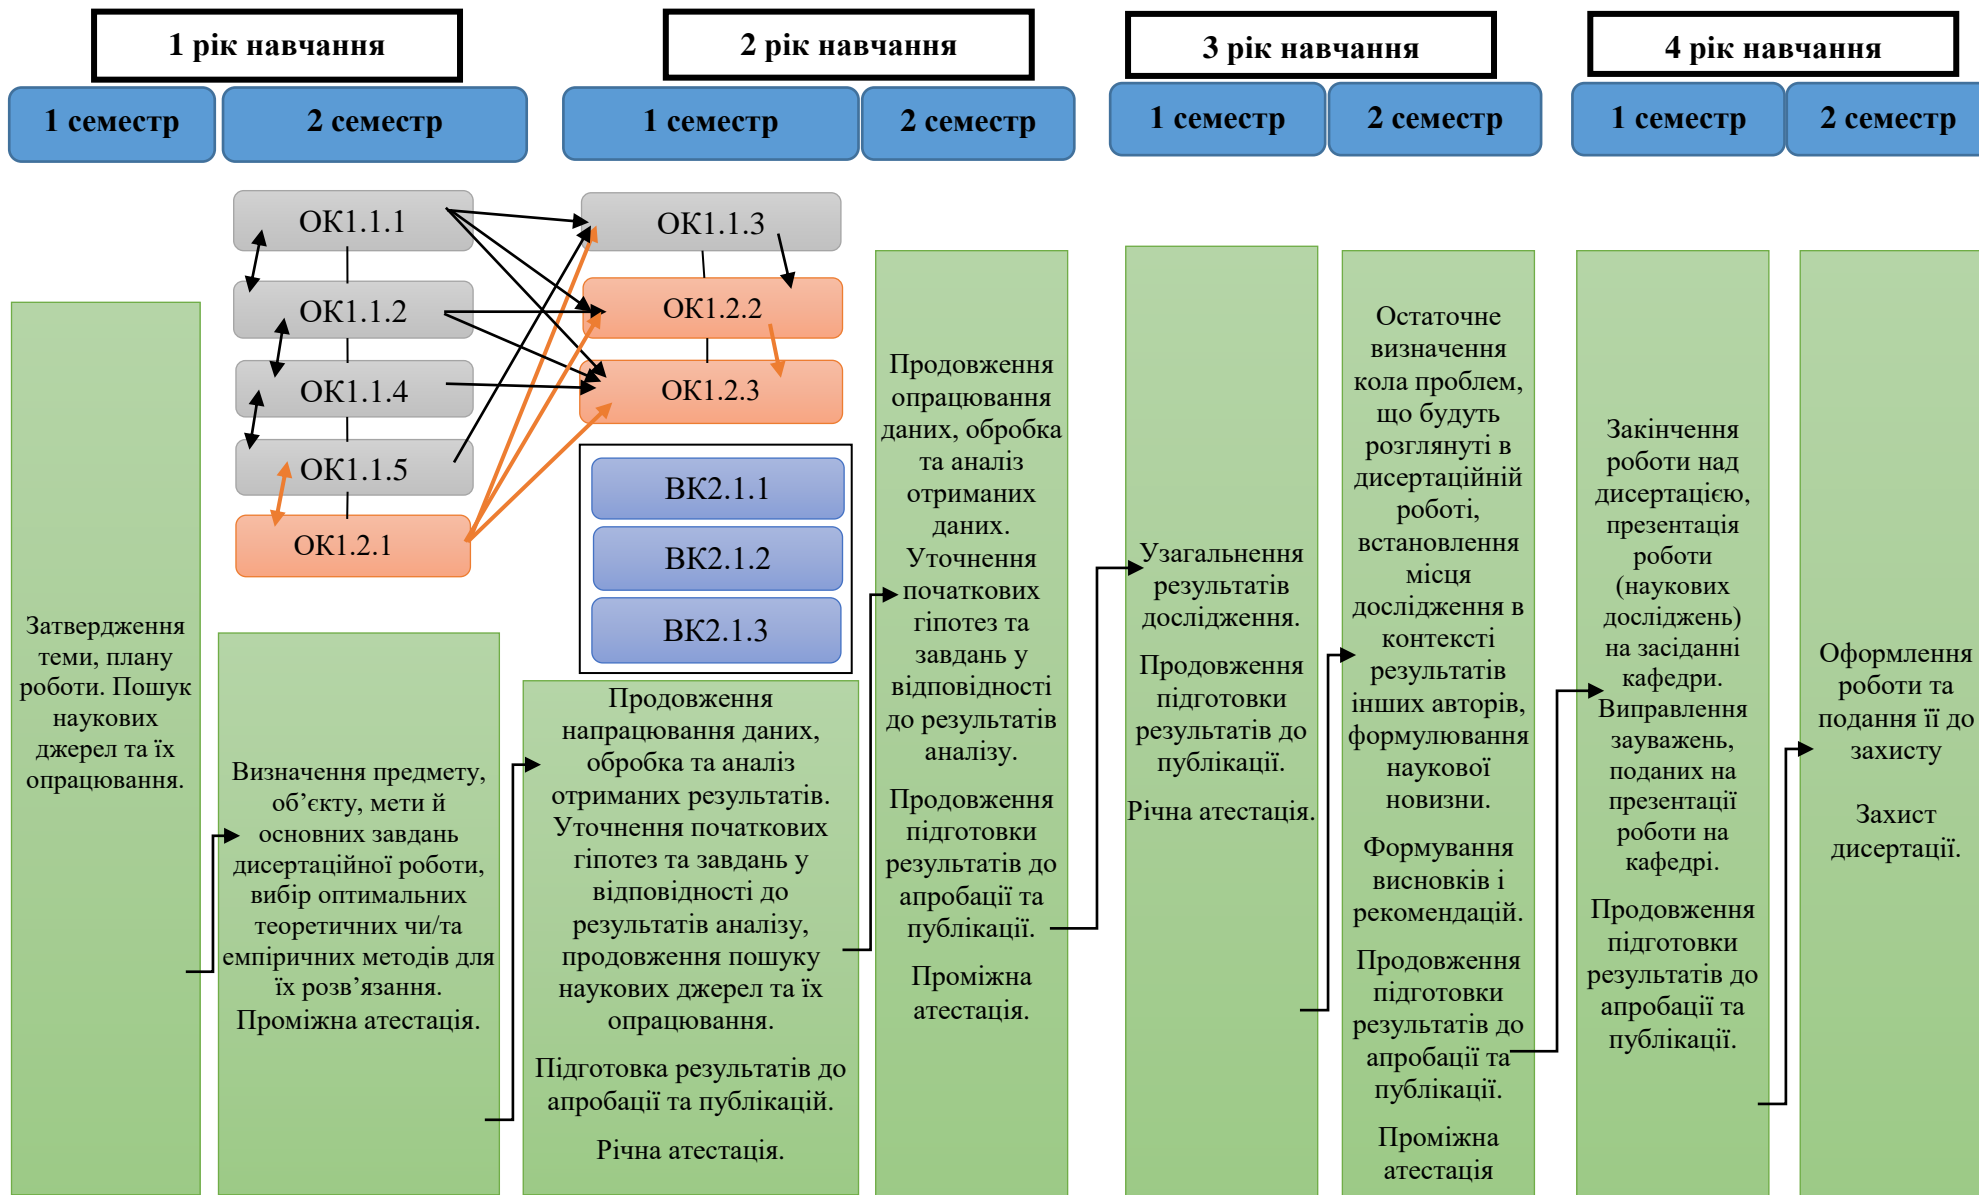 1 рік навчання
2 рік навчання
3 рік навчання
4 рік навчання
1 семестр
2 семестр
1 семестр
2 семестр
1 семестр
2 семестр
1 семестр
2 семестр
ОК1.1.1
ОК1.1.2
ОК1.1.4
ОК1.1.5
ОК1.2.1
ОК1.1.3
ОК1.2.2
ОК1.2.3
ВК2.1.1
ВК2.1.2
ВК2.1.3
Затвердження
теми, плану
роботи. Пошук
наукових
джерел та їх
опрацювання.
Визначення предмету,
об’єкту, мети й
основних завдань
дисертаційної роботи,
вибір оптимальних
теоретичних чи/та
емпіричних методів для
їх розв’язання.
Проміжна атестація.
Продовження
напрацювання даних,
обробка та аналіз
отриманих результатів.
Уточнення початкових
гіпотез та завдань у
відповідності до
результатів аналізу,
продовження пошуку
наукових джерел та їх
опрацювання.
Підготовка результатів до
апробації та публікацій.
Річна атестація.
Продовження
опрацювання
даних, обробка
та аналіз
отриманих
даних.
Уточнення
початкових
гіпотез та
завдань у
відповідності
до результатів
аналізу.
Продовження
підготовки
результатів до
апробації та
публікації.
Проміжна
атестація.
Узагальнення
результатів
дослідження.
Продовження
підготовки
результатів до
публікації.
Річна атестація.
Остаточне
визначення
кола проблем,
що будуть
розглянуті в
дисертаційній
роботі,
встановлення
місця
дослідження в
контексті
результатів
інших авторів,
формулювання
наукової
новизни.
Формування
висновків і
рекомендацій.
Продовження
підготовки
результатів до
апробації та
публікації.
Проміжна
атестація
Закінчення
роботи над
дисертацією,
презентація
роботи
(наукових
досліджень)
на засіданні
кафедри.
Виправлення
зауважень,
поданих на
презентації
роботи на
кафедрі.
Продовження
підготовки
результатів до
апробації та
публікації.
Оформлення
роботи та
подання її до
захисту
Захист
дисертації.